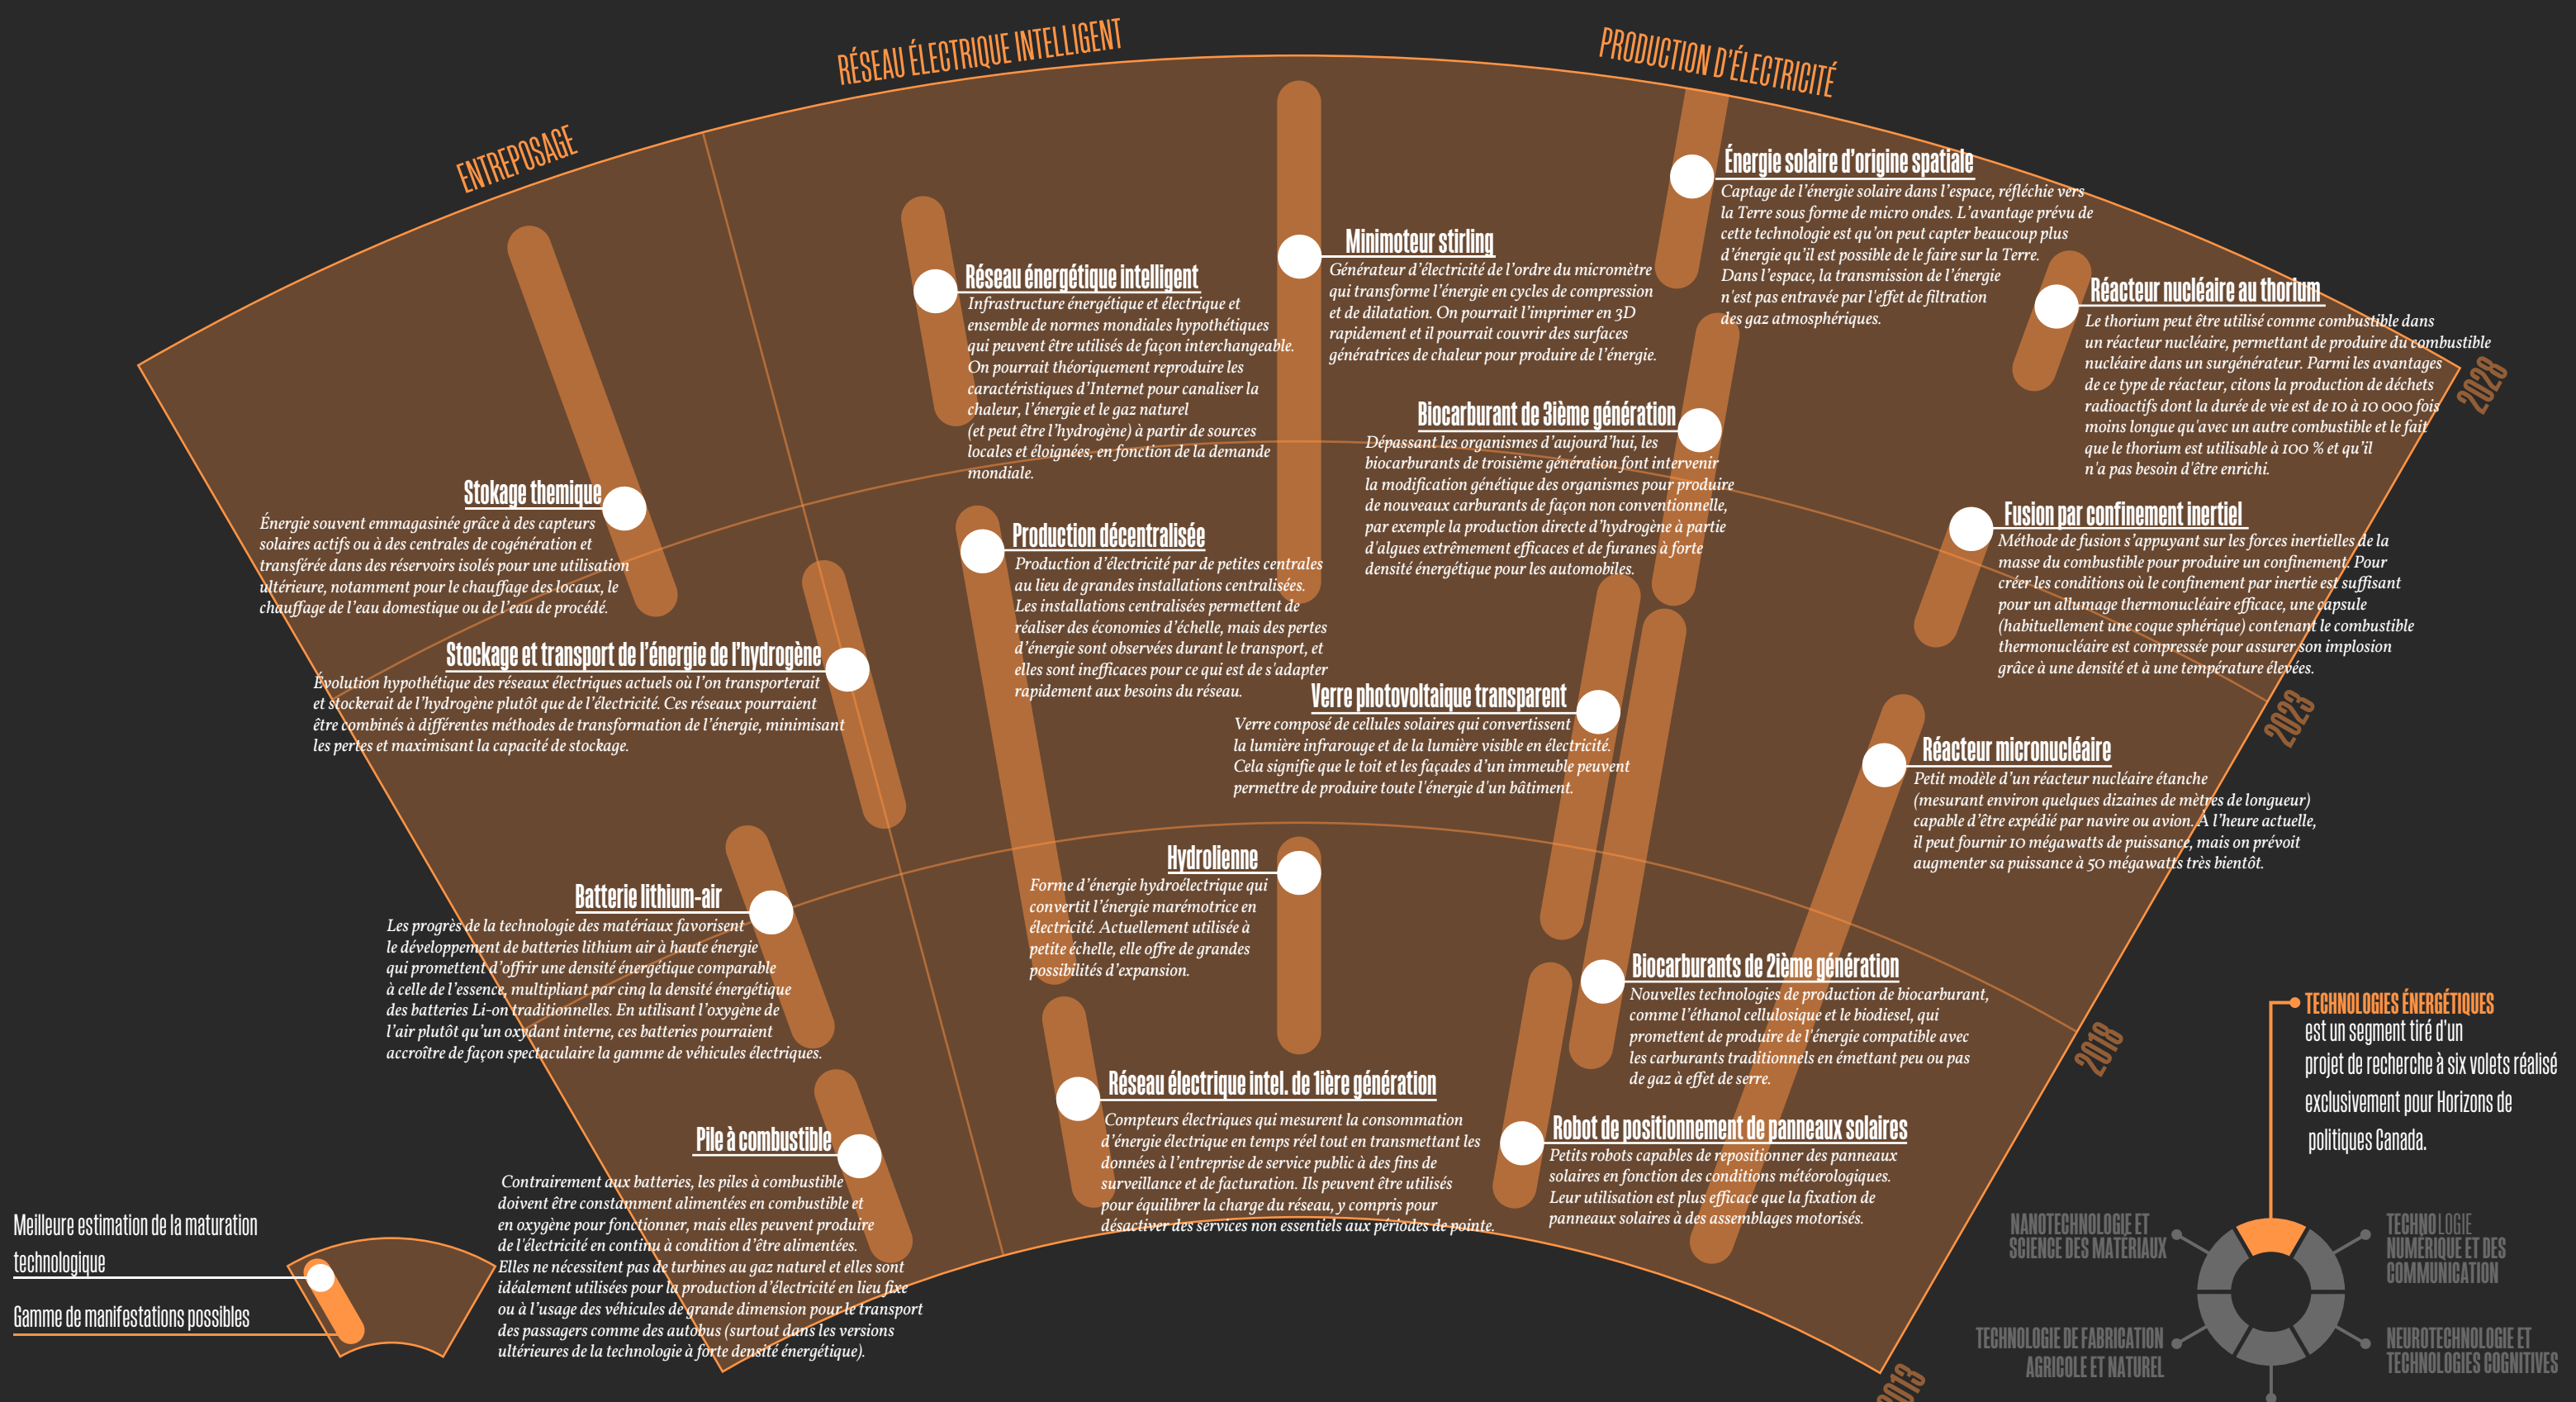 RÉSEAU ÉLECTRIQUE INTELLIGENT
PRODUCTION D'ÉLECTRICITÉ
ENTREPOSAGE
Énergie solaire d'origine spatiale
Captage de l'énergie solaire dans l'espace, réfléchie vers
la Terre sous forme de micro ondes. L'avantage prévu de
cette technologie est qu'on peut capter beaucoup plus
d'énergie qu'il est possible de le faire sur la Terre.
Dans l'espace, la transmission de l'énergie
n'est pas entravée par l'effet de filtration
des gaz atmosphériques.
Minimoteur stirling
Générateur d'électricité de l'ordre du micromètre
qui transforme l'énergie en cycles de compression
et de dilatation. On pourrait l'imprimer en 3D
rapidement et il pourrait couvrir des surfaces
génératrices de chaleur pour produire de l'énergie.
Réseau énergétique intelligent
Infrastructure énergétique et électrique et
ensemble de normes mondiales hypothétiques
qui peuvent être utilisés de façon interchangeable.
On pourrait théoriquement reproduire les
caractéristiques d'Internet pour canaliser la
chaleur, l'énergie et le gaz naturel
(et peut être l'hydrogène) à partir de sources
locales et éloignées, en fonction de la demande
mondiale.
Réacteur nucléaire au thorium
Le thorium peut être utilisé comme combustible dans
un réacteur nucléaire, permettant de produire du combustible
nucléaire dans un surgénérateur. Parmi les avantages
de ce type de réacteur, citons la production de déchets
radioactifs dont la durée de vie est de 10 à 10 000 fois
moins longue qu'avec un autre combustible et le fait
que le thorium est utilisable à 100 % et qu'il
n'a pas besoin d'être enrichi.
2028
Biocarburant de 3ième génération
Dépassant les organismes d'aujourd'hui, les
biocarburants de troisième génération font intervenir
la modification génétique des organismes pour produire
de nouveaux carburants de façon non conventionnelle,
par exemple la production directe d'hydrogène à partie
d'algues extrêmement efficaces et de furanes à forte
densité énergétique pour les automobiles.
Stokage themique
Énergie souvent emmagasinée grâce à des capteurs
solaires actifs ou à des centrales de cogénération et
transférée dans des réservoirs isolés pour une utilisation
ultérieure, notamment pour le chauffage des locaux, le
chauffage de l'eau domestique ou de l'eau de procédé.
Production décentralisée
Production d'électricité par de petites centrales
au lieu de grandes installations centralisées.
Les installations centralisées permettent de
réaliser des économies d'échelle, mais des pertes
d'énergie sont observées durant le transport, et
elles sont inefficaces pour ce qui est de s'adapter
rapidement aux besoins du réseau.
Fusion par confinement inertiel
Méthode de fusion s'appuyant sur les forces inertielles de la
masse du combustible pour produire un confinement. Pour
créer les conditions où le confinement par inertie est suffisant
pour un allumage thermonucléaire efficace, une capsule
(habituellement une coque sphérique) contenant le combustible
thermonucléaire est compressée pour assurer son implosion
grâce à une densité et à une température élevées.
2023
Stockage et transport de l'énergie de l'hydrogène
Évolution hypothétique des réseaux électriques actuels où l'on transporterait
et stockerait de l'hydrogène plutôt que de l'électricité. Ces réseaux pourraient
être combinés à différentes méthodes de transformation de l'énergie, minimisant
les pertes et maximisant la capacité de stockage.
Verre photovoltaique transparent
Verre composé de cellules solaires qui convertissent
la lumière infrarouge et de la lumière visible en électricité.
Cela signifie que le toit et les façades d'un immeuble peuvent
permettre de produire toute l'énergie d'un bâtiment.
Réacteur micronucléaire
Petit modèle d'un réacteur nucléaire étanche
(mesurant environ quelques dizaines de mètres de longueur)
capable d'être expédié par navire ou avion. A l'heure actuelle,
il peut fournir 10 mégawatts de puissance, mais on prévoit
augmenter sa puissance à 50 mégawatts très bientôt.
Hydrolienne
Forme d'énergie hydroélectrique qui
convertit l'énergie marémotrice en
électricité. Actuellement utilisée à
petite échelle, elle offre de grandes
possibilités d'expansion.
Batterie lithium-air
Les progrès de la technologie des matériaux favorisent
le développement de batteries lithium air à haute énergie
qui promettent d'offrir une densité énergétique comparable
à celle de l'essence, multipliant par cinq la densité énergétique
des batteries Li-on traditionnelles. En utilisant l'oxygène de
l'air plutôt qu'un oxydant interne, ces batteries pourraient
accroître de façon spectaculaire la gamme de véhicules électriques.
Biocarburants de 2ième génération
Nouvelles technologies de production de biocarburant,
comme l'éthanol cellulosique et le biodiesel, qui
promettent de produire de l'énergie compatible avec
les carburants traditionnels en émettant peu ou pas
de gaz à effet de serre.
2018
Réseau électrique intel. de 1ière génération
Compteurs électriques qui mesurent la consommation
d'énergie électrique en temps réel tout en transmettant les
données à l'entreprise de service public à des fins de
surveillance et de facturation. Ils peuvent être utilisés
pour équilibrer la charge du réseau, y compris pour
désactiver des services non essentiels aux périodes de pointe.
Robot de positionnement de panneaux solaires
Petits robots capables de repositionner des panneaux
solaires en fonction des conditions météorologiques.
Leur utilisation est plus efficace que la fixation de
panneaux solaires à des assemblages motorisés.
Pile à combustible
Contrairement aux batteries, les piles à combustible
doivent être constamment alimentées en combustible et
en oxygène pour fonctionner, mais elles peuvent produire
de l'électricité en continu à condition d'être alimentées.
Elles ne nécessitent pas de turbines au gaz naturel et elles sont
idéalement utilisées pour la production d'électricité en lieu fixe
ou à l'usage des véhicules de grande dimension pour le transport
des passagers comme des autobus (surtout dans les versions
ultérieures de la technologie à forte densité énergétique).
2013
Meilleure estimation de la maturation
technologique
Gamme de manifestations possibles
TECHNOLOGIES ÉNERGÉTIQUES
est un segment tiré d'un
projet de recherche à six volets réalisé
exclusivement pour Horizons de
politiques Canada.
NANOTECHNOLOGIE ET
SCIENCE DES MATÉRIAUX
TECHNOLOGIE
NUMÉRIQUE ET DES
COMMUNICATION
TECHNOLOGIE DE FABRICATION
AGRICOLE ET NATUREL
NEUROTECHNOLOGIE ET
TECHNOLOGIES COGNITIVES